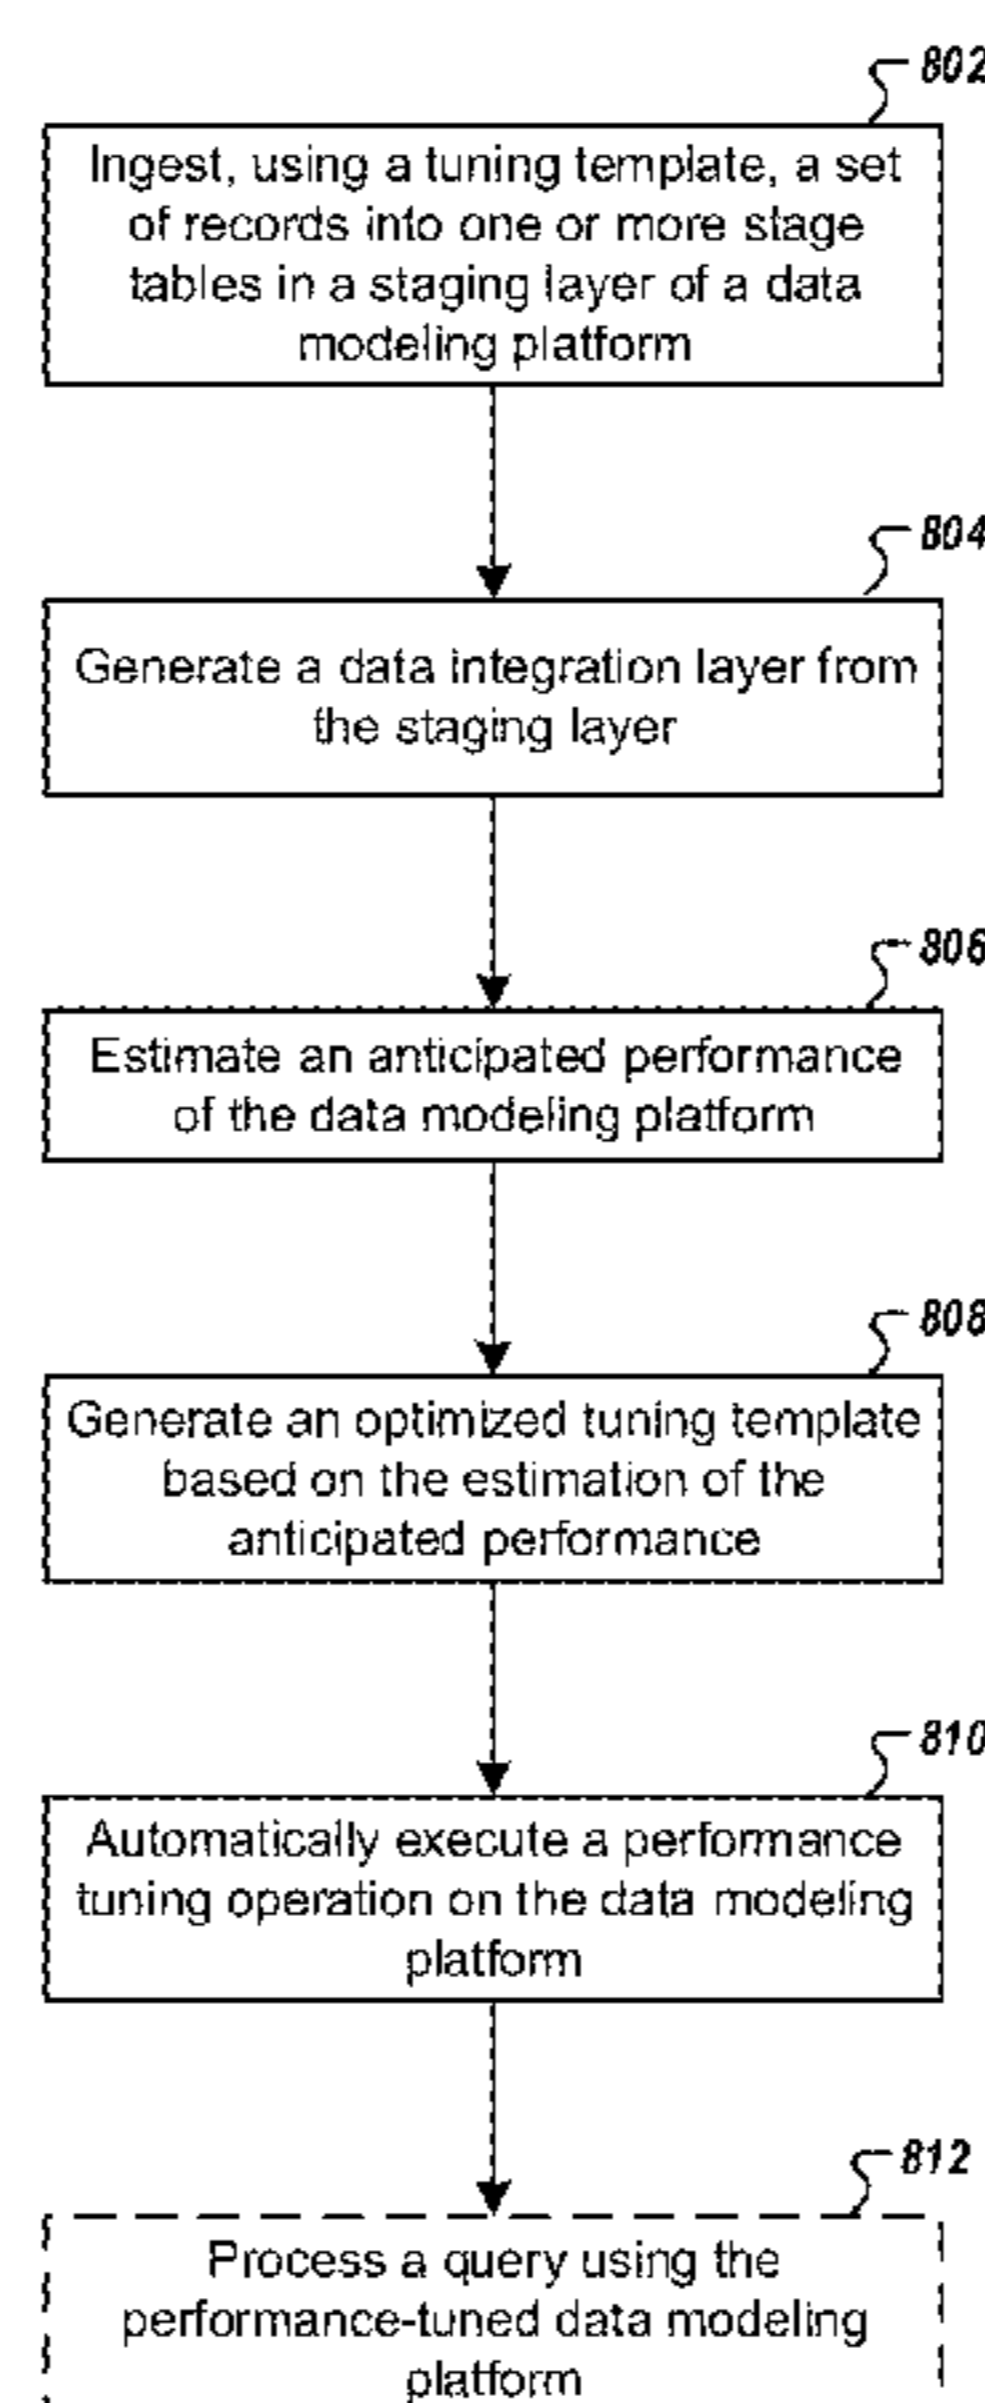 802
Ingest, using a tuning template, a set
of records into one or more stage
tables in a staging layer of a data
modeling platform
804
Generate a data integration layer from
the staging layer
806
Estimate an anticipated performance
of the data modeling platform
808
Generate an optimized tuning template
based on the estimation of the
anticipated performance
810
Automatically execute a performance
tuning operation on the data modeling
platform
812
Process a query using the
performance-tuned data modeling
platform